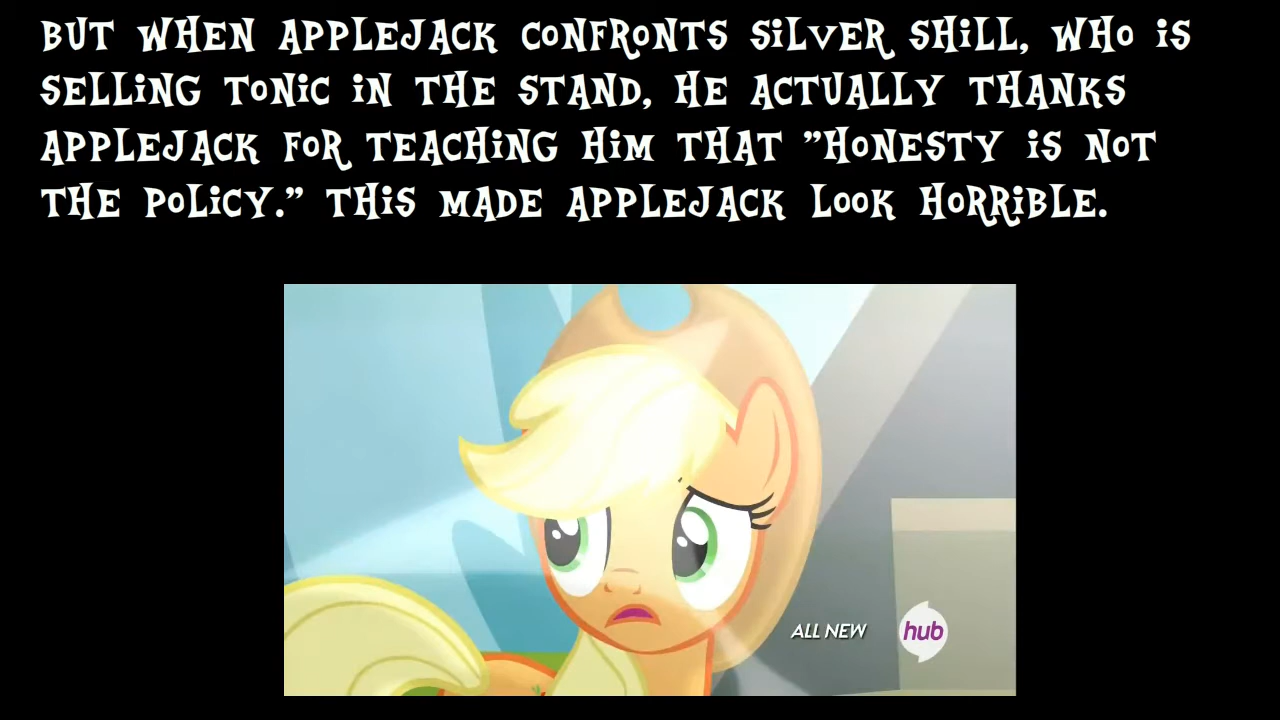 BUT WHEN APPLEJACK CONFRONTS SILVER SHILL, WHO IS
SELLING TONIC IN THE STAND, HE ACTUALLY THANKS
APPLEJACK FOR TEACHING HIM THAT "HONESTY IS NOT
THE POLICY." THIS MADE APPLEJACK LOOK HORRIBLE.
ALL NEW hub